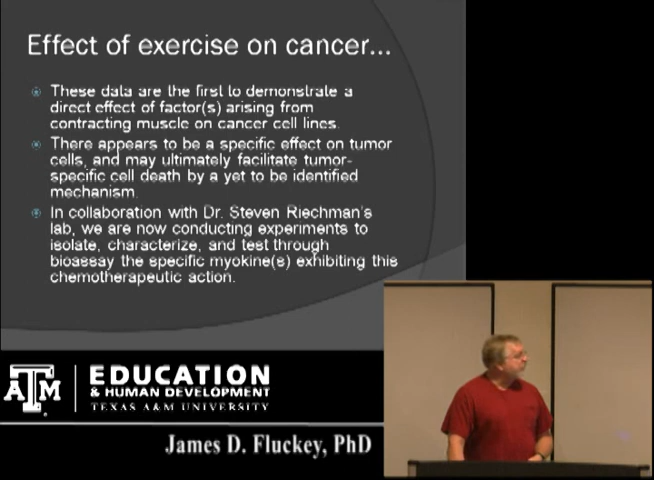 Effect of exercise on cancer...
These data are the first to demonstrate a
direct effect of factor(s) arising from
contracting muscle on cancer cell lines.
There appears to be a specific effect on tumor
cells, and may ultimately facilitate tumor-
specific cell death by a yet to be identified
mechanism.
In collaboration with Dr. Steven Riechman's
lab, we are now conducting experiments to
isolate, characterize, and test through
bioassay the specific myokine(s) exhibiting this
chemotherapeutic action.
ATM
EDUCATION
& HUMAN DEVELOPMENT
TEXAS A&M UNIVERSITY
James D. Fluckey, PhD